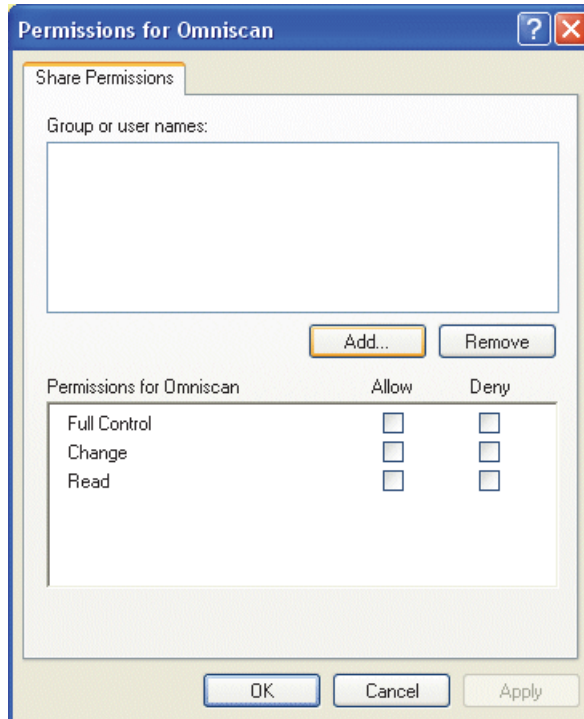 Permissions for Omniscan
Share Permissions
Group or user names:
Add... Remove
Permissions for Omniscan Allow Deny
Full Control
Change
Read
OK Cancel Apply